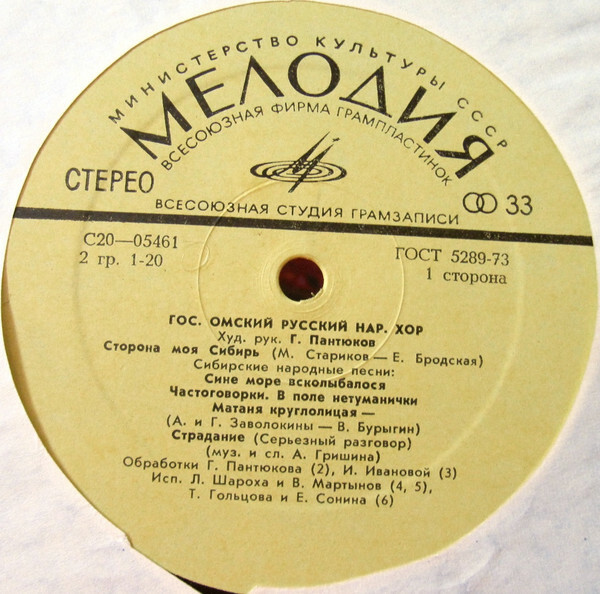 МИНИСТЕРСТВО КУЛЬТУРЫ СССР
МЕЛОДИЯ
ВСЕСОЮЗНАЯ ФИРМА ГРАМПЛАСТИНОК
СТЕРЕО
33
ВСЕСОЮЗНАЯ СТУДИЯ ГРАМЗАПИСИ
С20—05461
ГОСТ 5289-73
2 гр. 1-20
1 сторона
ГОС. ОМСКИЙ РУССКИЙ НАР. ХОР
Худ. рук. Г. Пантюков
Сторона моя Сибирь (М. Стариков — Е. Бродская)
Сибирские народные песни:
Сине море всколыбалося
Частоговорки. В поле нетуманички
Матаня круглолицая —
(А. и Г. Заволокины — В. Бурыгин)
Страдание (Серьезный разговор)
(муз. и сл. А. Гришина)
Обработки Г. Пантюкова (2), И. Ивановой (3)
Исп. Л. Шароха и В. Мартынов (4, 5),
Т. Гольцова и Е. Сонина (6)